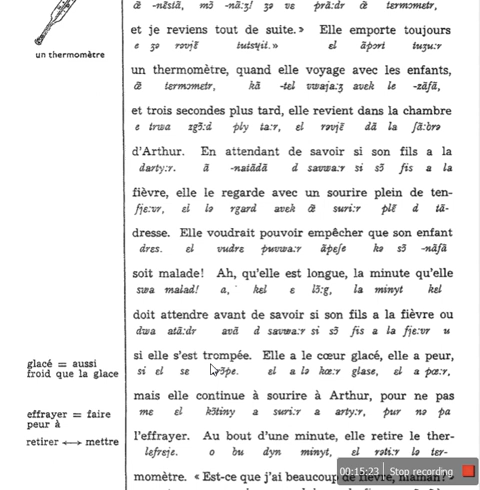 œ̃ -nɛ̃stɑ̃, mɔ̃ -nɑ̃:ʒ! ʒə vɛ prɑ̃:dr œ̃ tɛrmɔmɛtr,
et je reviens tout de suite. » Elle emporte toujours
e ʒə rəvjɛ̃ tutsɥit. » ɛl ɑ̃pɔrt tuʒu:r
un thermomètre
un thermomètre, quand elle voyage avec les enfants,
œ̃ tɛrmɔmɛtr, kɑ̃ -tɛl vwaja:ʒ avɛk le -zɑ̃fɑ̃,
et trois secondes plus tard, elle revient dans la chambre
e trwɑ zgɔ̃:d ply ta:r, ɛl rəvjɛ̃ dɑ̃ la ʃɑ̃:brə
d'Arthur. En attendant de savoir si son fils a la
darty:r. ɑ̃ -natɑ̃dɑ̃ d savwa:r si sɔ̃ fis a la
fièvre, elle le regarde avec un sourire plein de ten-
fjɛ:vr, ɛl lə rgard avɛk œ̃ suri:r plɛ̃ d tɑ̃-
dresse. Elle voudrait pouvoir empêcher que son enfant
drɛs. ɛl vudrɛ puvwa:r ɑ̃pɛʃe kə sɔ̃ -nɑ̃fɑ̃
soit malade! Ah, qu'elle est longue, la minute qu'elle
swa malad! a, kɛl ɛ lɔ̃:g, la minyt kɛl
doit attendre avant de savoir si son fils a la fièvre ou
dwa atɑ̃:dr avɑ̃ d savwa:r si sɔ̃ fis a la fjɛ:vr u
si elle s'est trompée. Elle a le cœur glacé, elle a peur,
glacé = aussi
froid que la glace
si ɛl sɛ trɔ̃pe. ɛl a lə kœ:r glase, ɛl a pœ:r,
mais elle continue à sourire à Arthur, pour ne pas
effrayer = faire
peur à
mɛ ɛl kɔ̃tiny a suri:r a arty:r, pur nə pɑ
l'effrayer. Au bout d'une minute, elle retire le ther-
retirer ⟷ mettre
lefrɛje. o bu dyn minyt, ɛl rəti:r lə tɛr-
momètre. « Est-ce que j'ai beaucoup de fièvre, maman? »
00:15:23 Stop recording